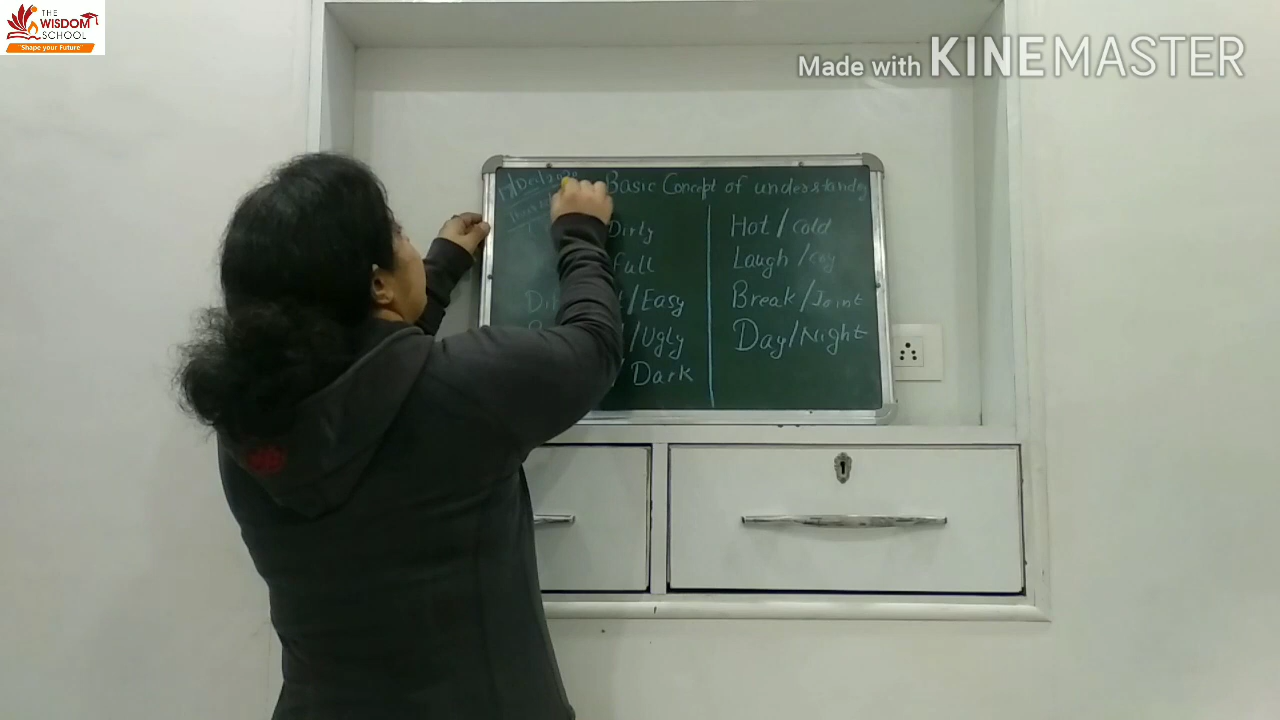 THE
WISDOM
SCHOOL
"Shape your Future"
Made with KINEMASTER
Basic Concept of understanding
Dirty
full
/Easy
/Ugly
/ Dark
Hot / cold
Laugh / cry
Break / Joint
Day/Night